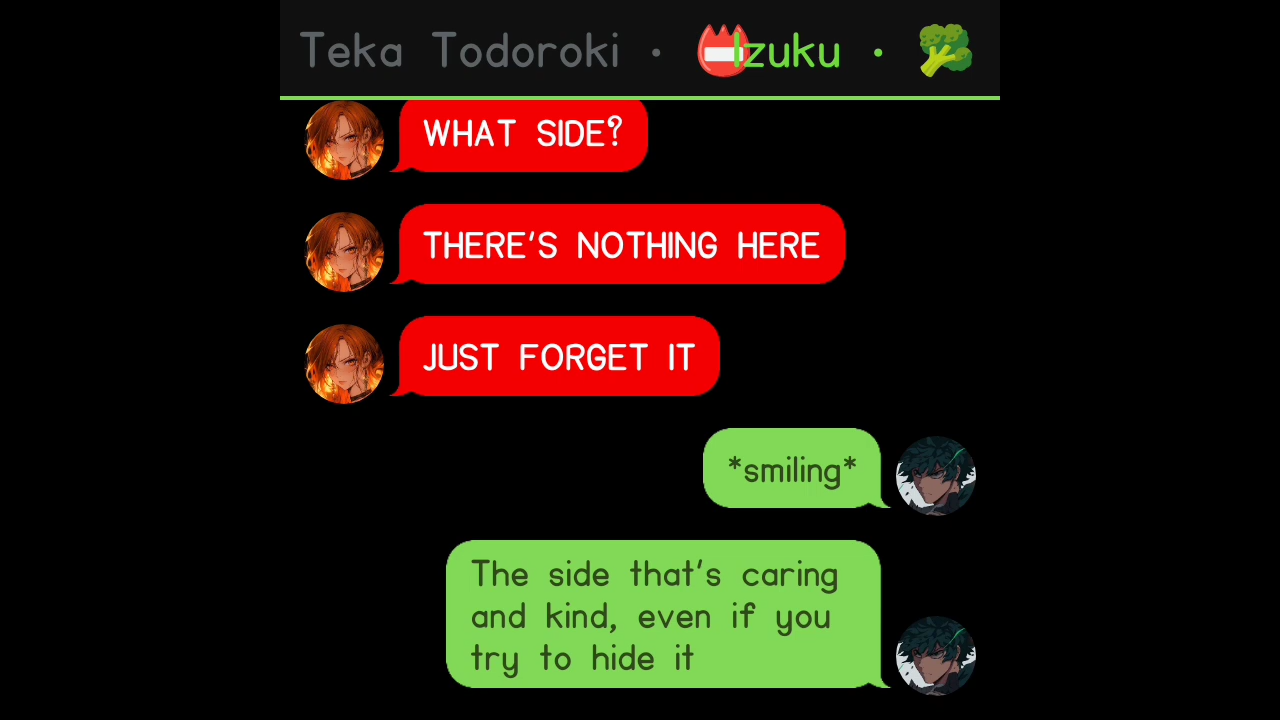 Teka Todoroki • Izuku •
WHAT SIDE?
THERE'S NOTHING HERE
JUST FORGET IT
*smiling*
The side that's caring
and kind, even if you
try to hide it